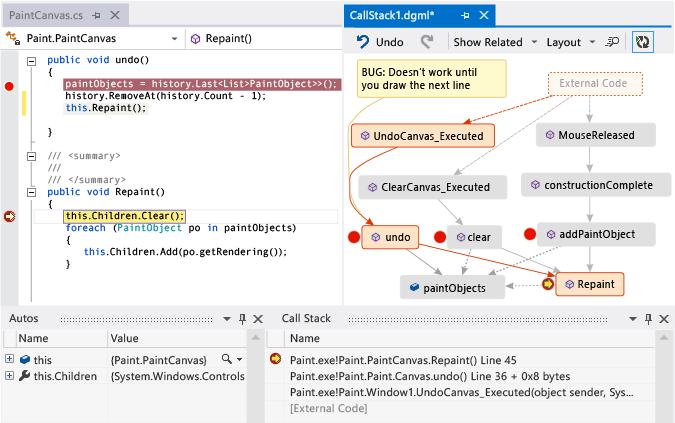 PaintCanvas.cs
Paint.PaintCanvas
Repaint()
public void undo()
{
paintObjects = history.Last<List>PaintObject>>();
history.RemoveAt(history.Count - 1);
this.Repaint();
}
/// <summary>
///
/// </summary>
public void Repaint()
{
this.Children.Clear();
foreach (PaintObject po in paintObjects)
{
this.Children.Add(po.getRendering());
}
CallStack1.dgml*
Undo
Show Related
Layout
BUG: Doesn't work until
you draw the next line
External Code
UndoCanvas_Executed
MouseReleased
ClearCanvas_Executed
constructionComplete
undo
clear
addPaintObject
paintObjects
Repaint
Autos
Name Value
this {Paint.PaintCanvas}
this.Children {System.Windows.Controls
Call Stack
Name
Paint.exe!Paint.PaintCanvas.Repaint() Line 45
Paint.exe!Paint.Paint.Canvas.undo() Line 36 + 0x8 bytes
Paint.exe!Paint.Window1.UndoCanvas_Executed(object sender, Sys...
[External Code]